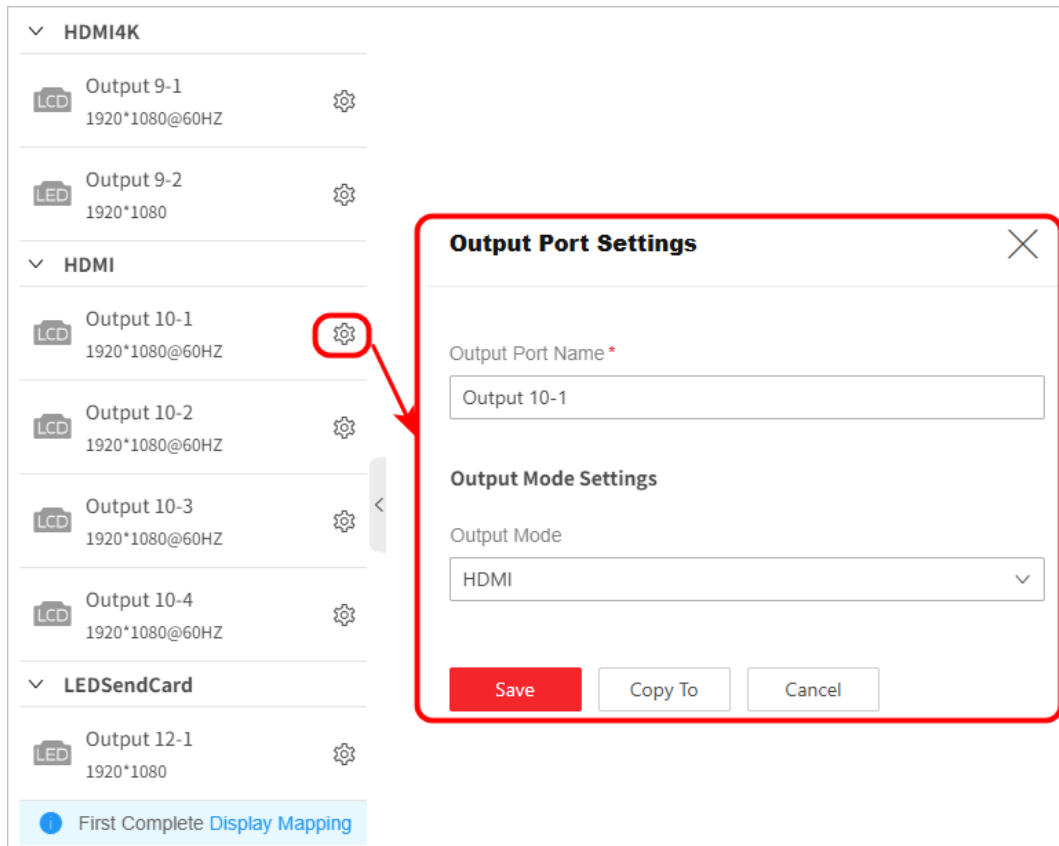 HDMI4K
LCD
Output 9-1
1920*1080@60HZ
LED
Output 9-2
1920*1080
HDMI
LCD
Output 10-1
1920*1080@60HZ
LCD
Output 10-2
1920*1080@60HZ
LCD
Output 10-3
1920*1080@60HZ
LCD
Output 10-4
1920*1080@60HZ
LEDSendCard
LED
Output 12-1
1920*1080
First Complete Display Mapping
Output Port Settings
Output Port Name*
Output 10-1
Output Mode Settings
Output Mode
HDMI
Save Copy To Cancel